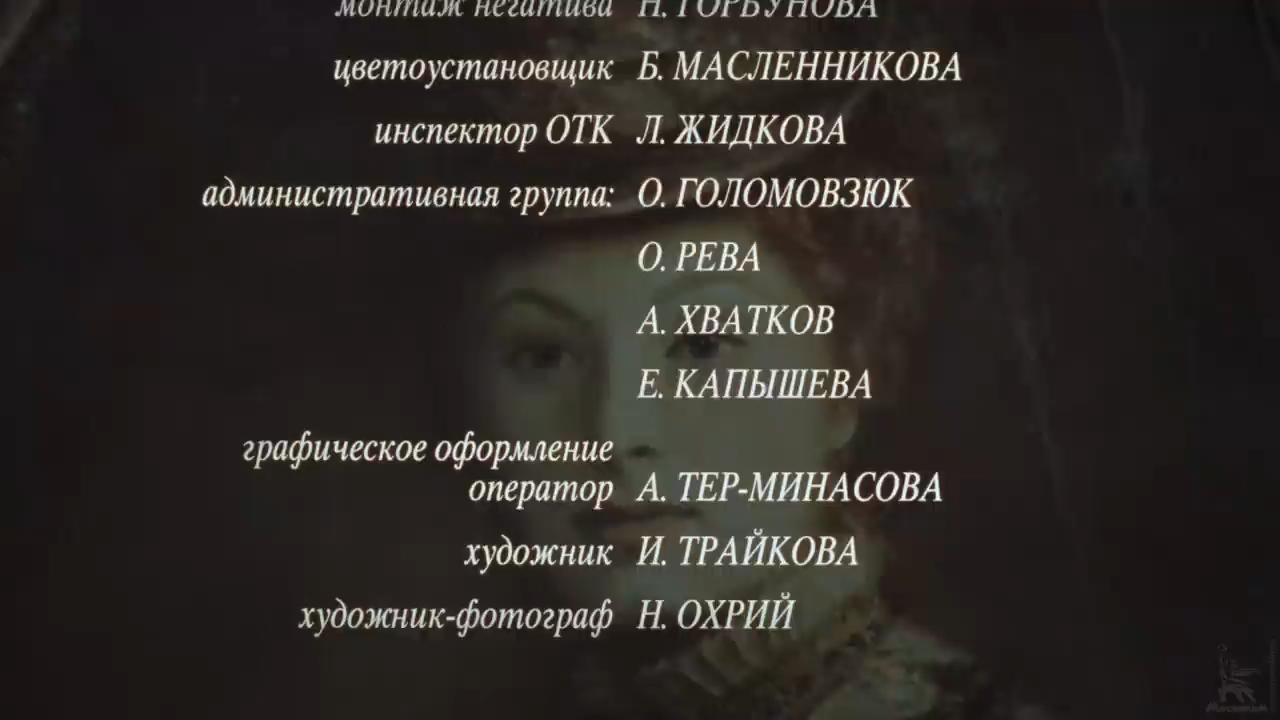 монтаж негатива Н. ГОРБУНОВА
цветоустановщик Б. МАСЛЕННИКОВА
инспектор ОТК Л. ЖИДКОВА
административная группа: О. ГОЛОМОВЗЮК
О. РЕВА
А. ХВАТКОВ
Е. КАПЫШЕВА
графическое оформление
оператор А. ТЕР-МИНАСОВА
художник И. ТРАЙКОВА
художник-фотограф Н. ОХРИЙ